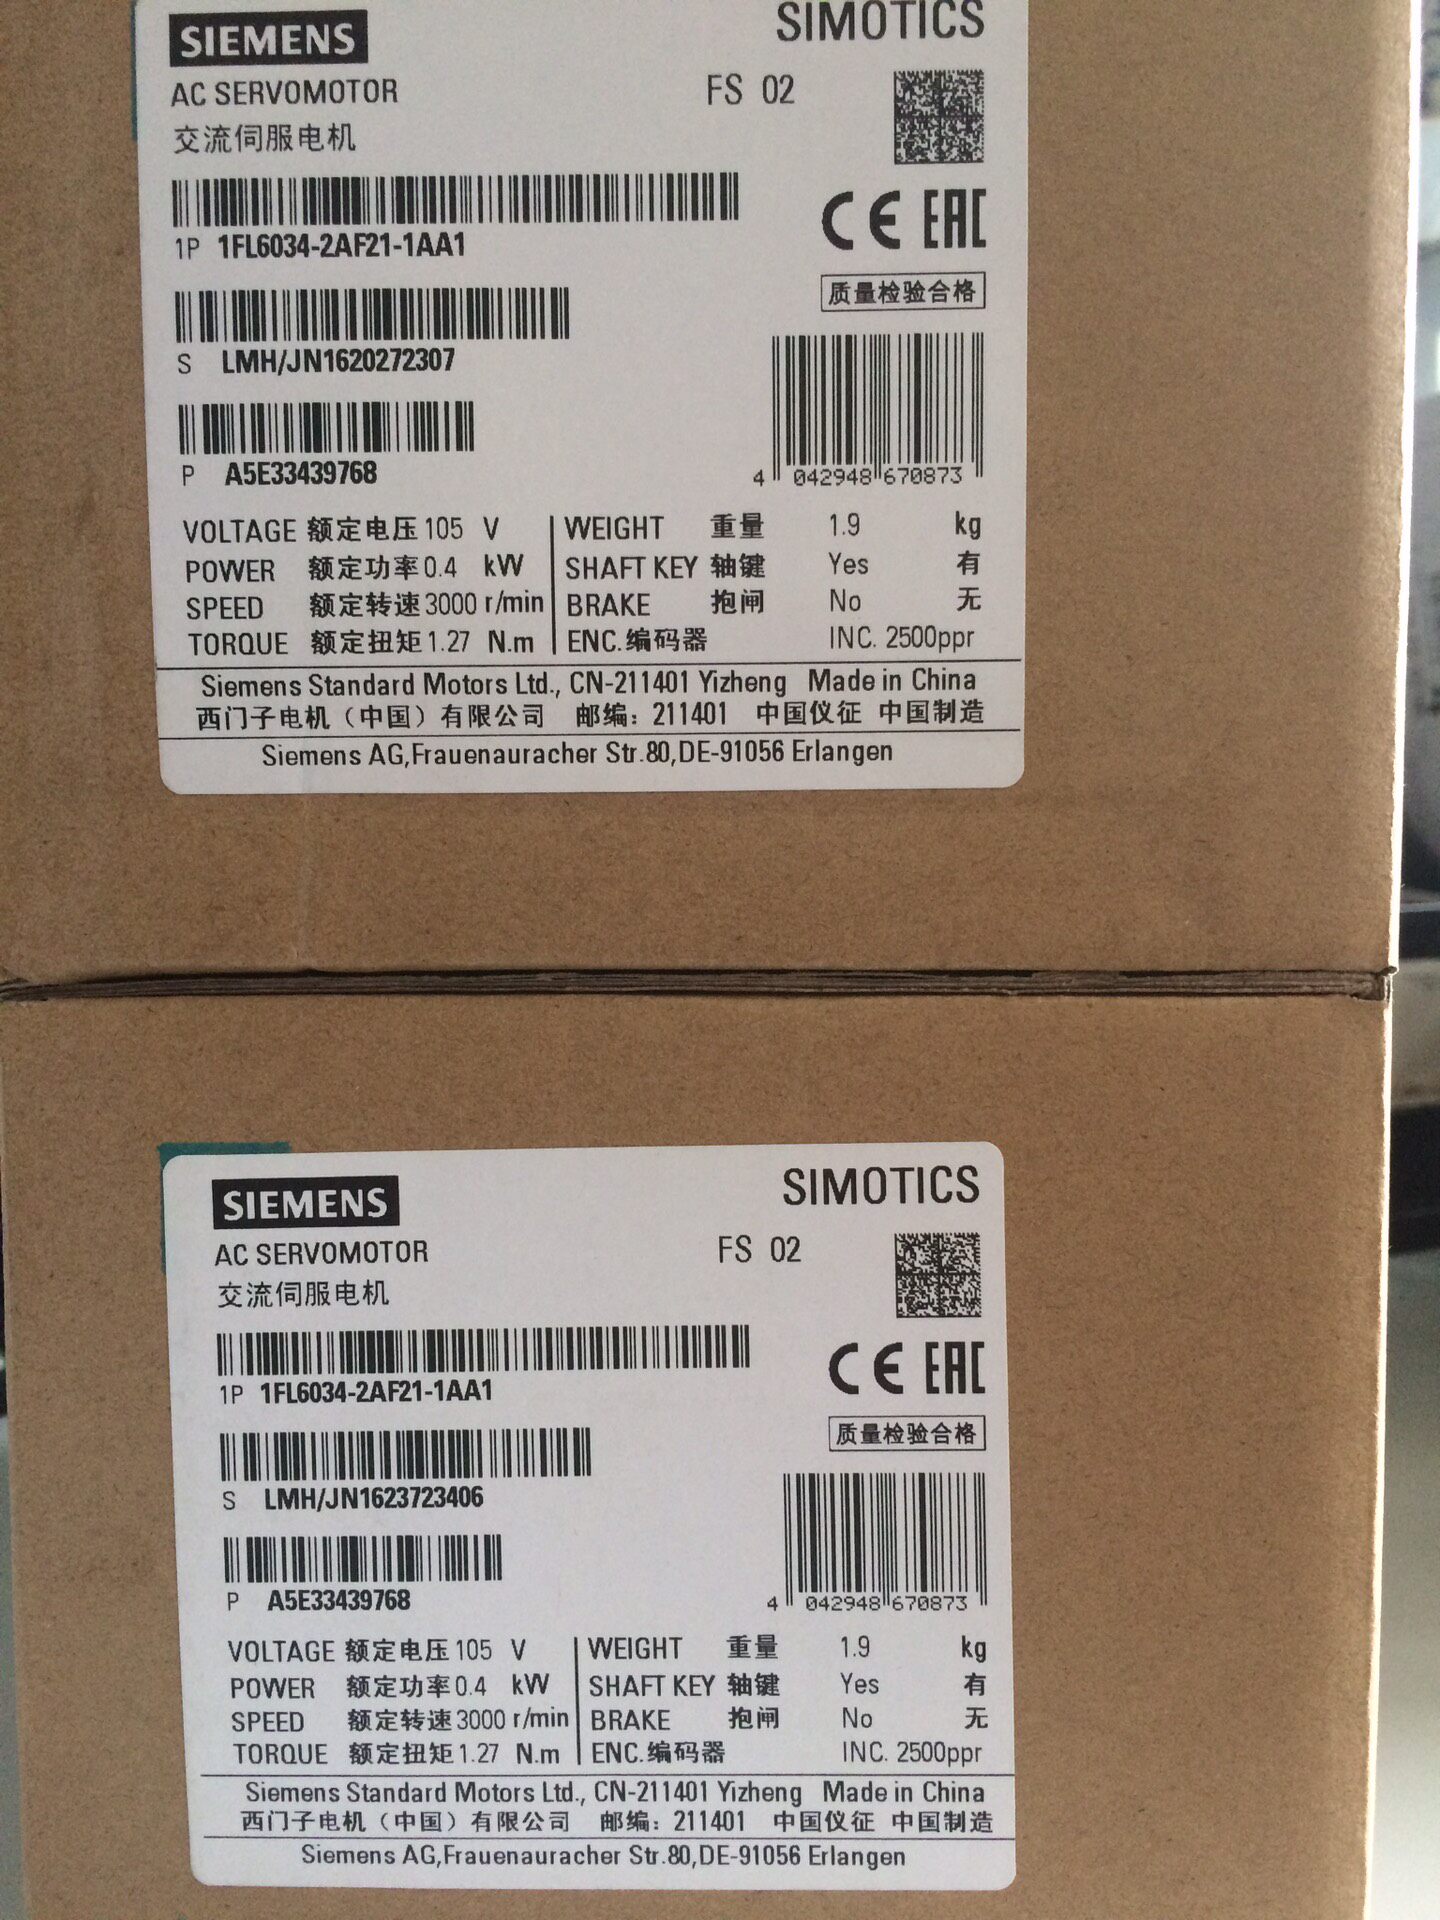 SIEMENS
SIMOTICS
AC SERVOMOTOR
FS 02
交流伺服电机
1P 1FL6034-2AF21-1AA1
CE EAC
质量检验合格
S LMH/JN1620272307
P A5E33439768
4 042948 670873
VOLTAGE 额定电压 105 V WEIGHT 重量 1.9 kg
POWER 额定功率 0.4 kW SHAFT KEY 轴键 Yes 有
SPEED 额定转速 3000 r/min BRAKE 抱闸 No 无
TORQUE 额定扭矩 1.27 N.m ENC.编码器 INC. 2500ppr
Siemens Standard Motors Ltd., CN-211401 Yizheng Made in China
西门子电机（中国）有限公司 邮编：211401 中国仪征 中国制造
Siemens AG,Frauenauracher Str.80,DE-91056 Erlangen
SIEMENS
SIMOTICS
AC SERVOMOTOR
FS 02
交流伺服电机
1P 1FL6034-2AF21-1AA1
CE EAC
质量检验合格
S LMH/JN1623723406
P A5E33439768
4 042948 670873
VOLTAGE 额定电压 105 V WEIGHT 重量 1.9 kg
POWER 额定功率 0.4 kW SHAFT KEY 轴键 Yes 有
SPEED 额定转速 3000 r/min BRAKE 抱闸 No 无
TORQUE 额定扭矩 1.27 N.m ENC.编码器 INC. 2500ppr
Siemens Standard Motors Ltd., CN-211401 Yizheng Made in China
西门子电机（中国）有限公司 邮编：211401 中国仪征 中国制造
Siemens AG,Frauenauracher Str.80,DE-91056 Erlangen